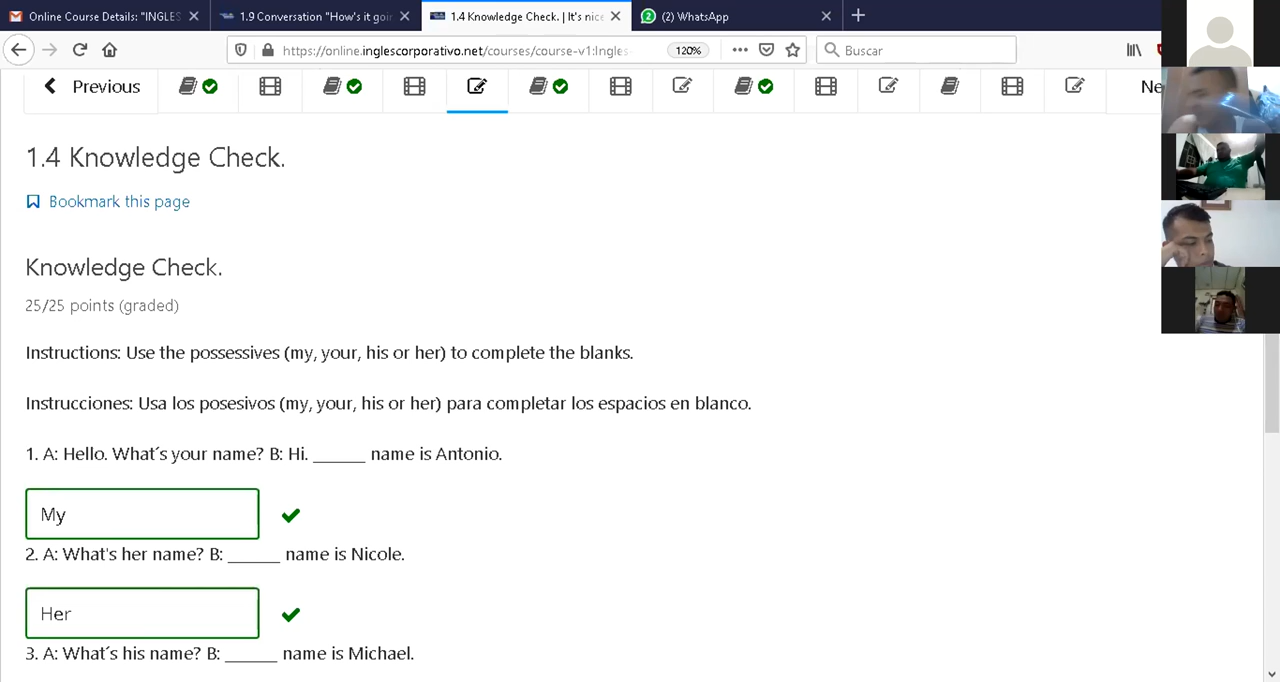 Online Course Details: "INGLES
1.9 Conversation "How's it goin
1.4 Knowledge Check. | It's nice
(2) WhatsApp
https://online.inglescorporativo.net/courses/course-v1:Ingles-
120%
Buscar
Previous
Ne
1.4 Knowledge Check.
Bookmark this page
Knowledge Check.
25/25 points (graded)
Instructions: Use the possessives (my, your, his or her) to complete the blanks.
Instrucciones: Usa los posesivos (my, your, his or her) para completar los espacios en blanco.
1. A: Hello. What´s your name? B: Hi. ______ name is Antonio.
My
2. A: What's her name? B: ______ name is Nicole.
Her
3. A: What´s his name? B: ______ name is Michael.